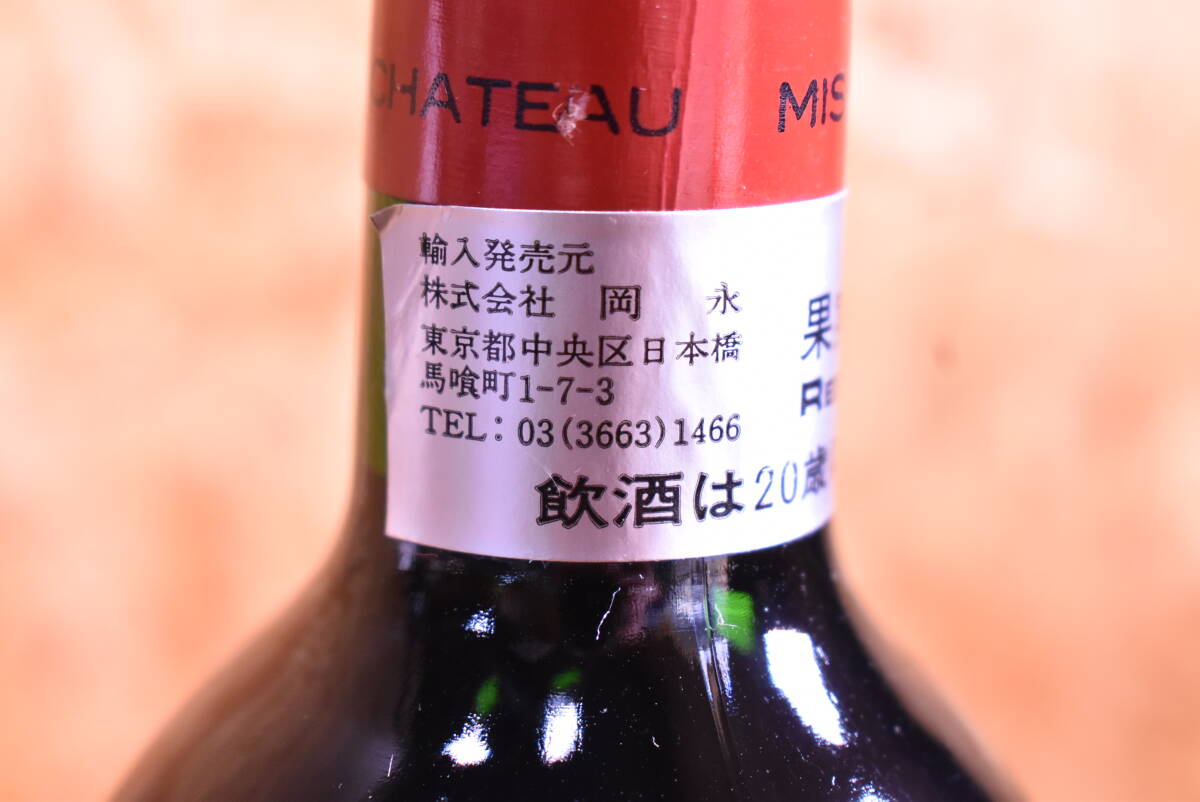 CHATEAU MIS
輸入発売元
株式会社 岡 永
東京都中央区日本橋
馬喰町1-7-3
TEL: 03(3663)1466
果
RE
飲酒は20歳